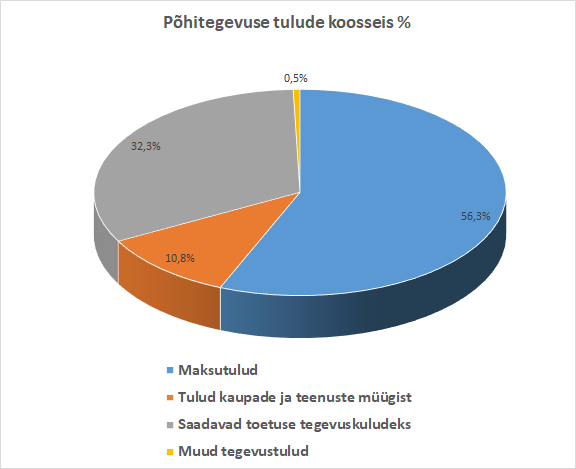 Põhitegevuse tulude koosseis %
0,5%
32,3%
56,3%
10,8%
Maksutulud
Tulud kaupade ja teenuste müügist
Saadavad toetuse tegevuskuludeks
Muud tegevustulud